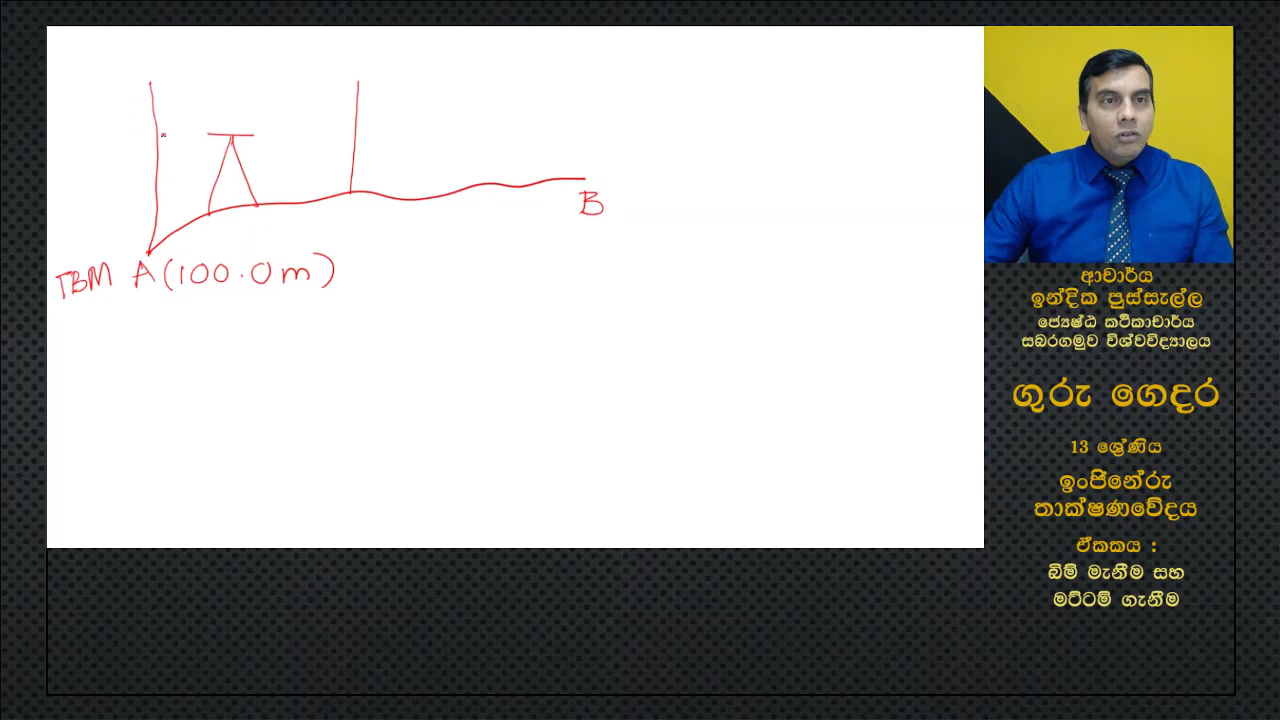 B
TBM A(100.0m)
ආචාර්ය
ඉන්දික පුස්සැල්ල
ජ්‍යෙෂ්ඨ කථිකාචාර්ය
සබරගමුව විශ්වවිද්‍යාලය
ගුරු ගෙදර
13 ශ්‍රේණිය
ඉංජිනේරු
තාක්ෂණවේදය
ඒකකය :
බිම් මැනීම සහ
මට්ටම් ගැනීම